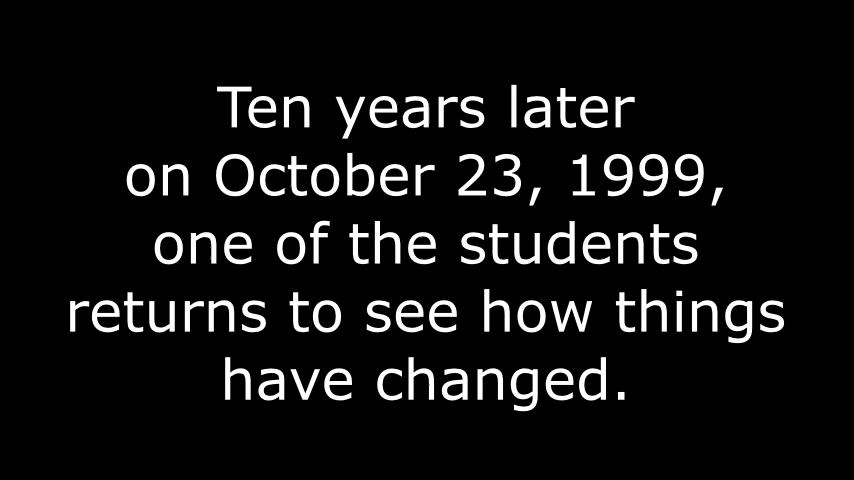 Ten years later
on October 23, 1999,
one of the students
returns to see how things
have changed.